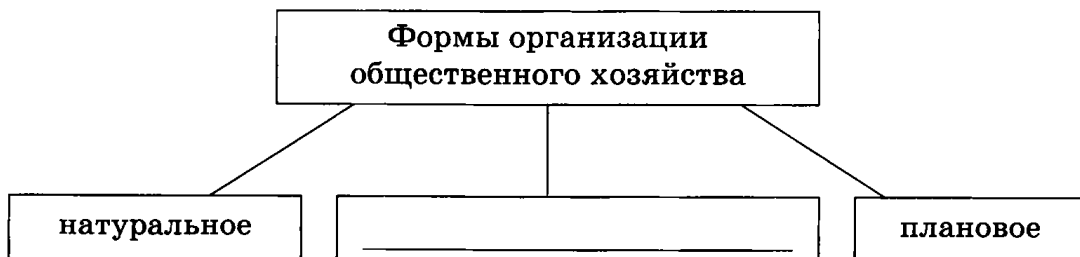 Формы организации
общественного хозяйства
натуральное
плановое